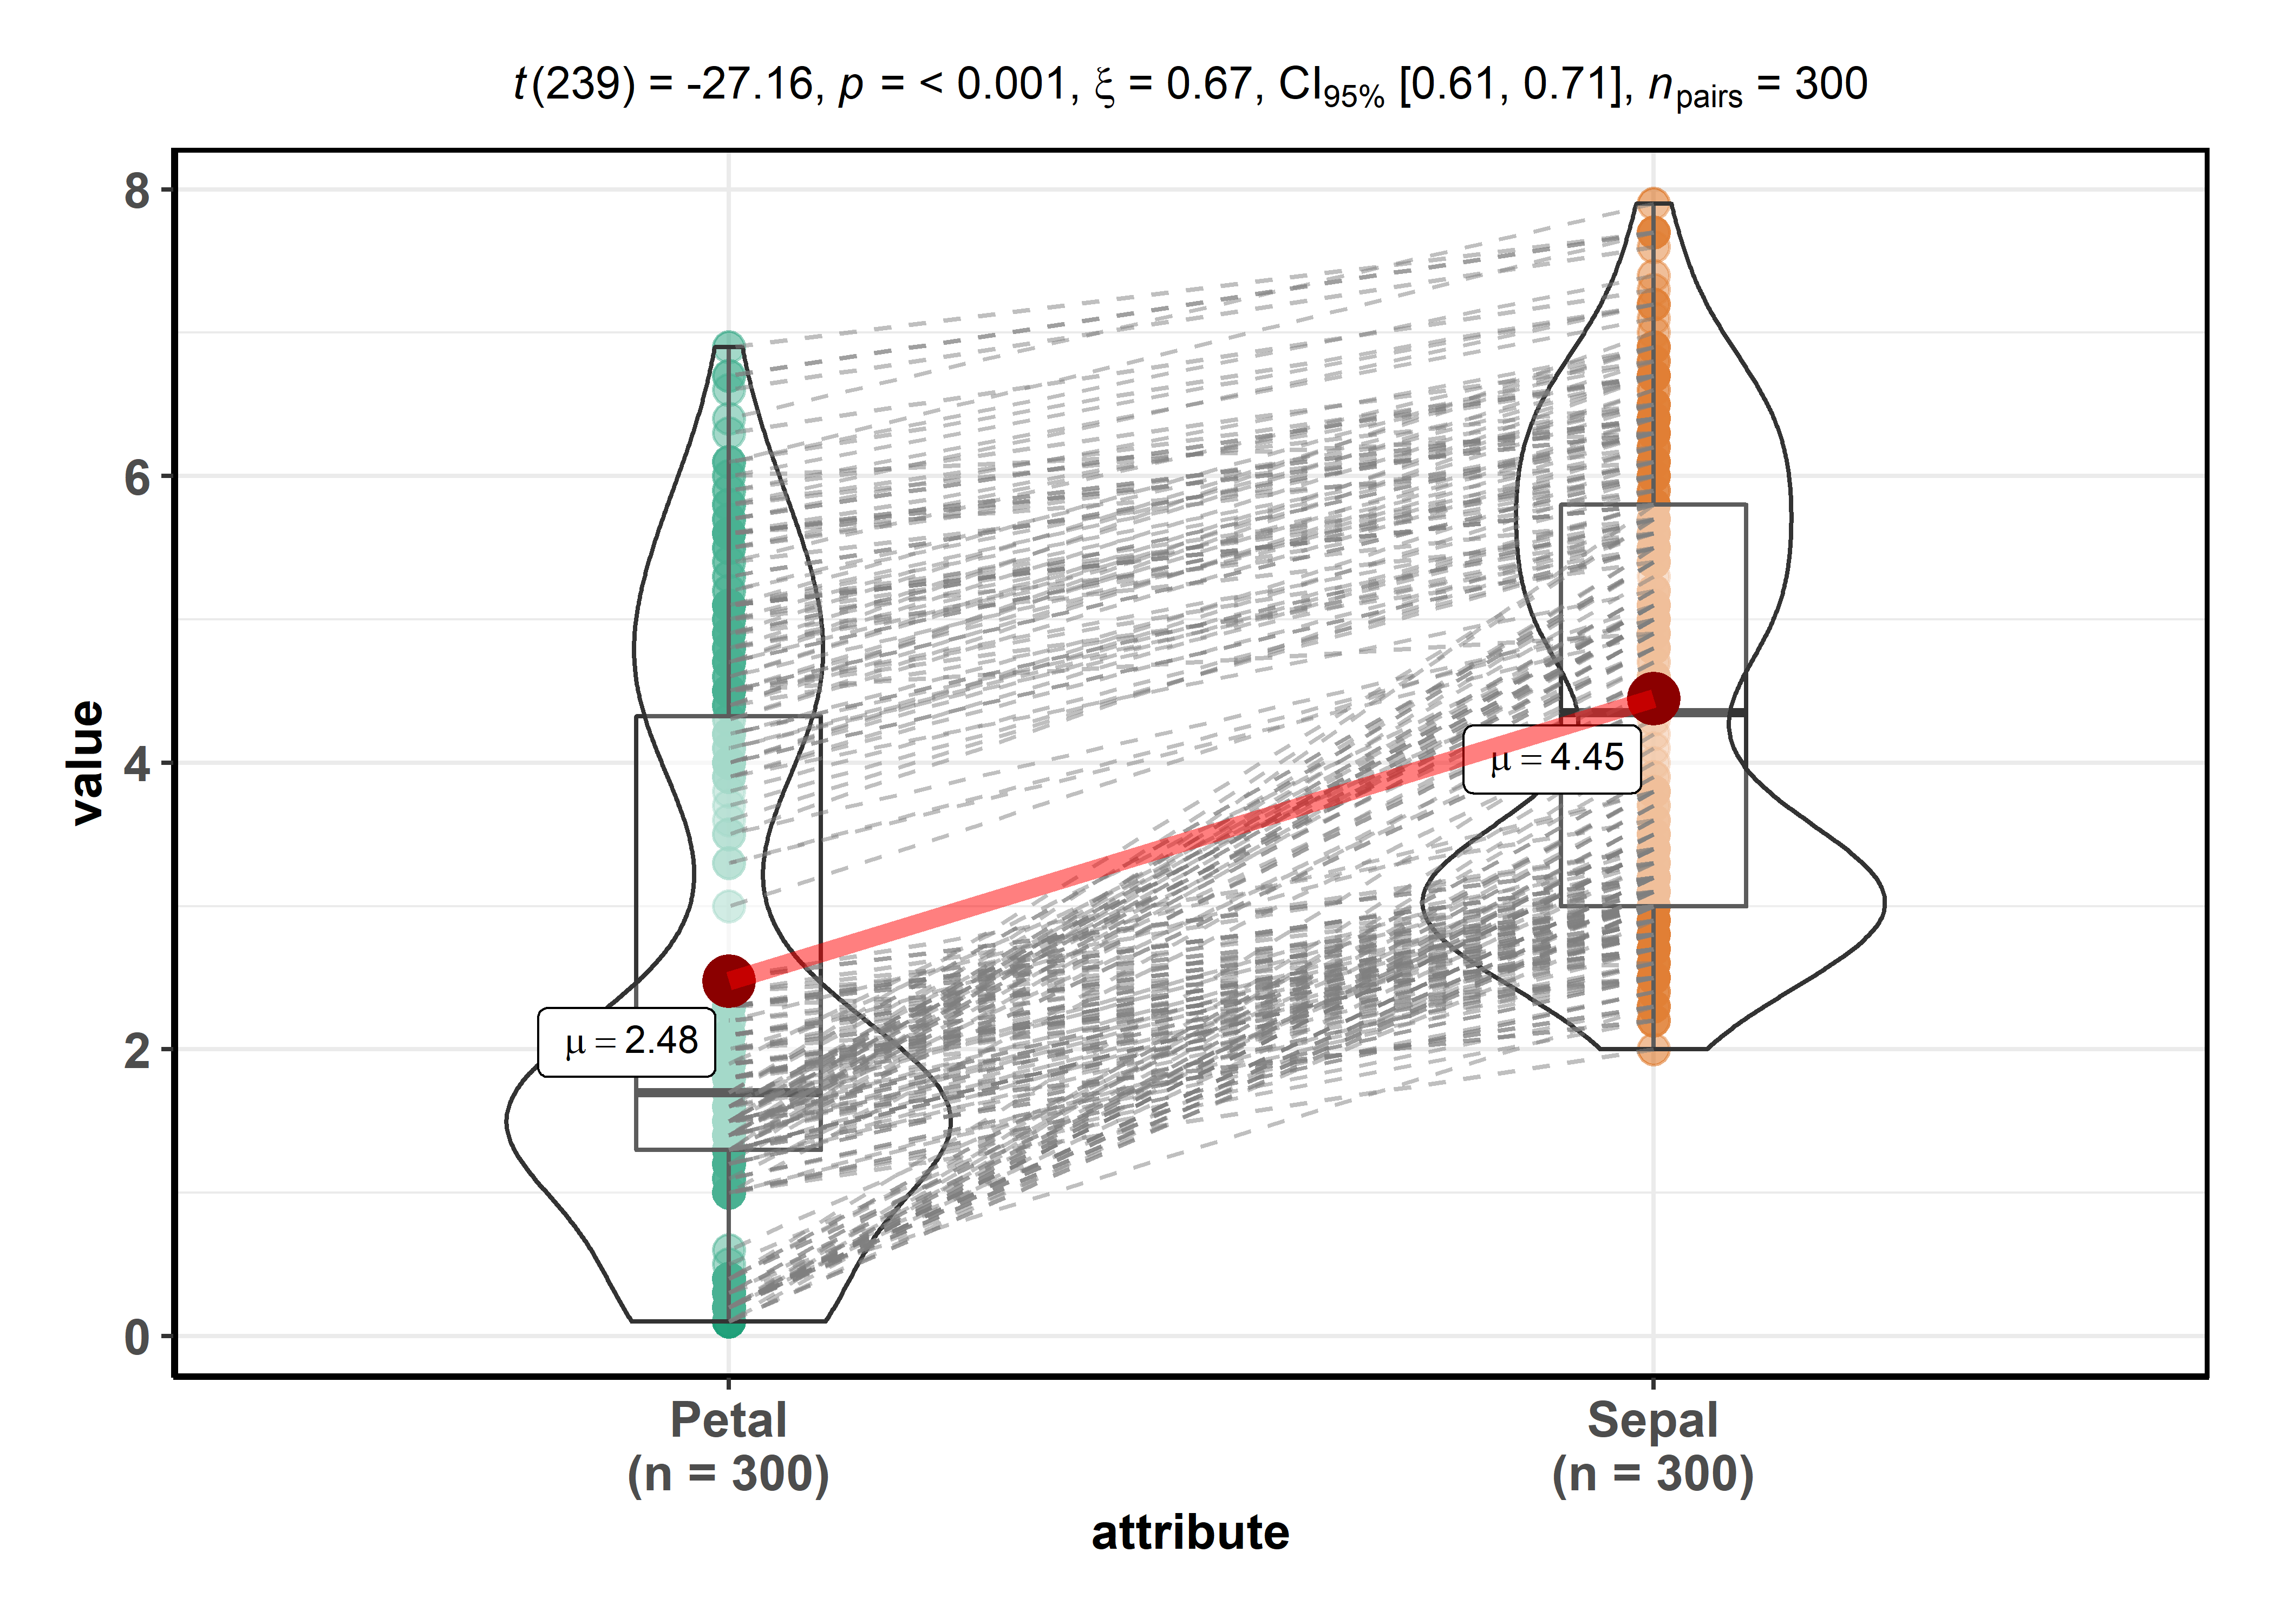 t(239) = -27.16, p = < 0.001, ξ = 0.67, CI95% [0.61, 0.71], npairs = 300
value
8
6
4
2
0
μ = 2.48
μ = 4.45
Petal
(n = 300)
Sepal
(n = 300)
attribute